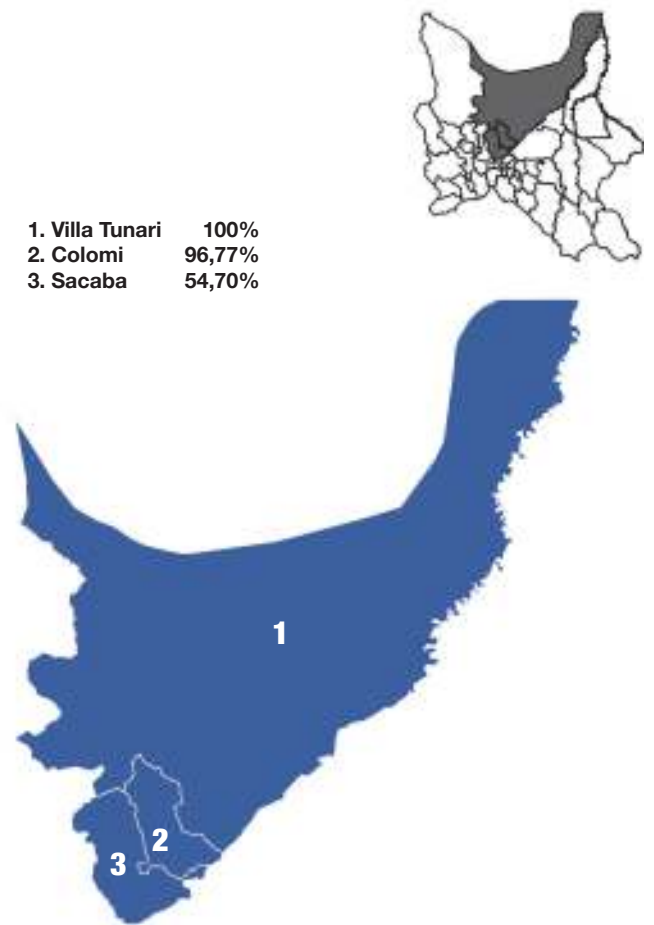 1. Villa Tunari 100%
2. Colomi 96,77%
3. Sacaba 54,70%
1
2
3